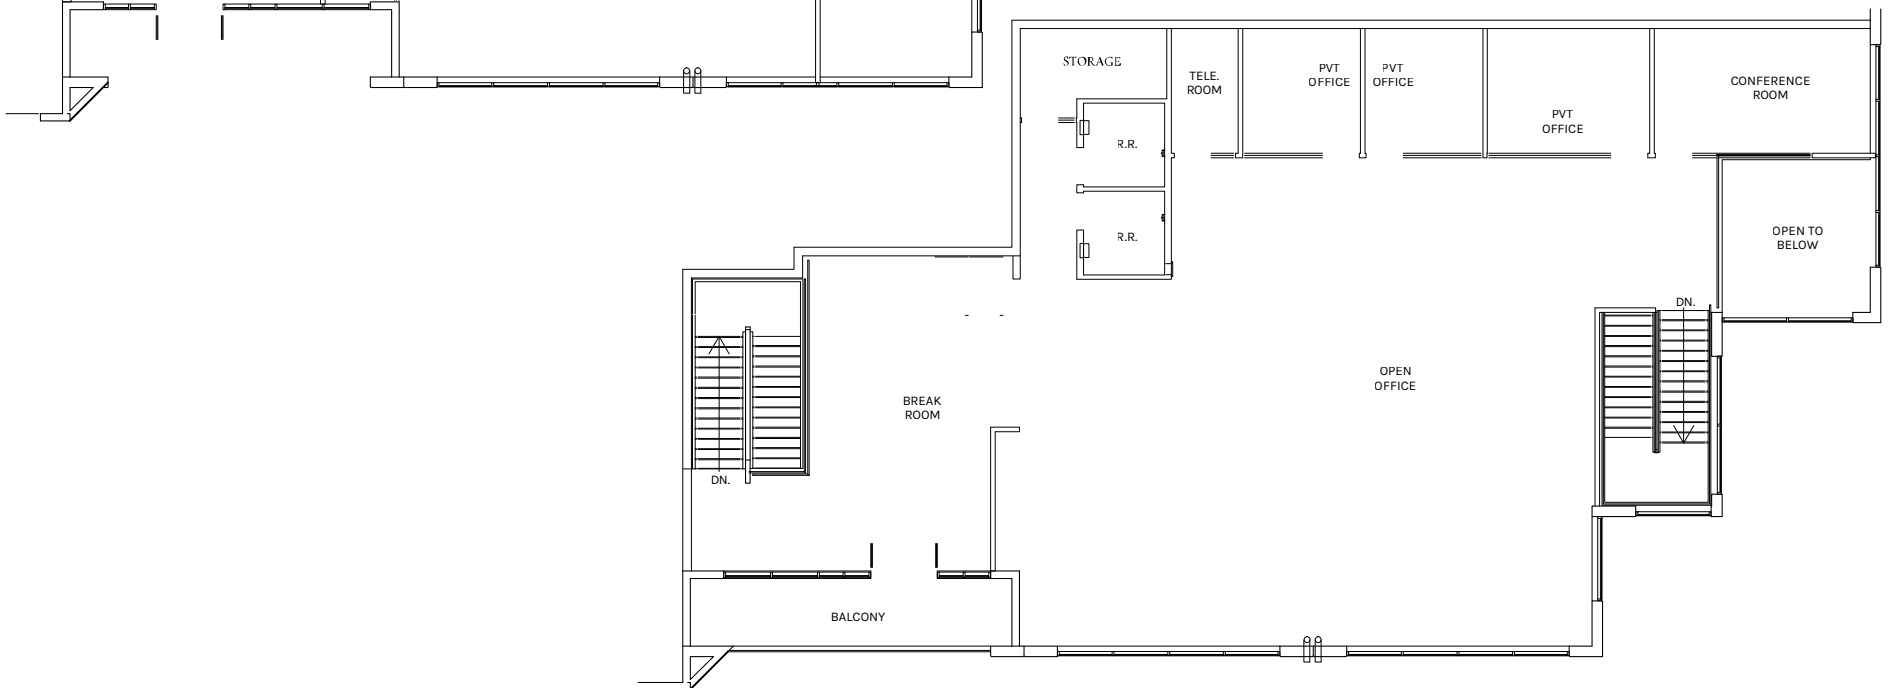 STORAGE
TELE.
ROOM
PVT
OFFICE
PVT
OFFICE
PVT
OFFICE
CONFERENCE
ROOM
R.R.
R.R.
OPEN TO
BELOW
DN.
OPEN
OFFICE
BREAK
ROOM
DN.
BALCONY